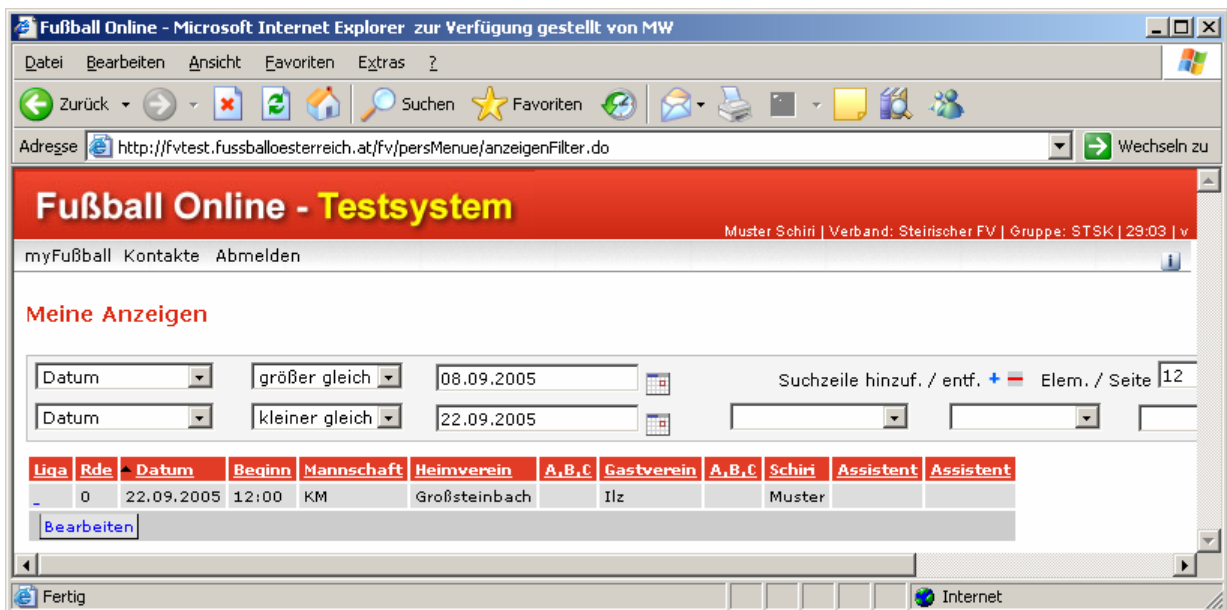 Fußball Online - Microsoft Internet Explorer zur Verfügung gestellt von MW
Datei Bearbeiten Ansicht Favoriten Extras ?
Zurück Suchen Favoriten
Adresse http://fvtest.fussballoesterreich.at/fv/persMenue/anzeigenFilter.do Wechseln zu
Fußball Online - Testsystem
Muster Schiri | Verband: Steirischer FV | Gruppe: STSK | 29:03 | v
myFußball Kontakte Abmelden
Meine Anzeigen
Datum größer gleich 08.09.2005 Suchzeile hinzuf. / entf. + − Elem. / Seite 12
Datum kleiner gleich 22.09.2005
Liga Rde Datum Beginn Mannschaft Heimverein A,B,C Gastverein A,B,C Schiri Assistent Assistent
- 0 22.09.2005 12:00 KM Großsteinbach Ilz Muster
Bearbeiten
Fertig Internet